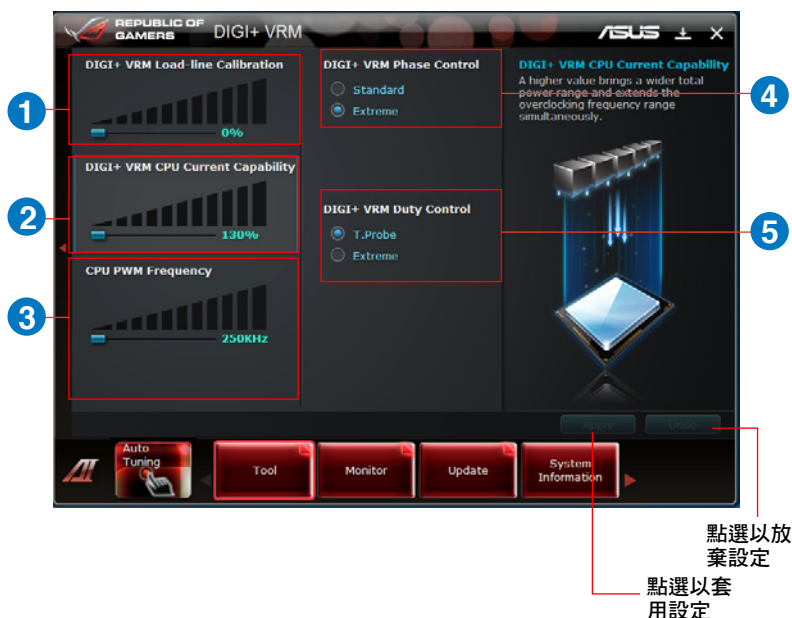 REPUBLIC OF
GAMERS
DIGI+ VRM
ASUS
DIGI+ VRM Load-line Calibration
0%
DIGI+ VRM CPU Current Capability
130%
CPU PWM Frequency
250KHz
DIGI+ VRM Phase Control
Standard
Extreme
DIGI+ VRM Duty Control
T.Probe
Extreme
DIGI+ VRM CPU Current Capability
A higher value brings a wider total
power range and extends the
overclocking frequency range
simultaneously.
1
2
3
4
5
Apply
Undo
Auto
Tuning
Tool
Monitor
Update
System
Information
點選以放
棄設定
點選以套
用設定